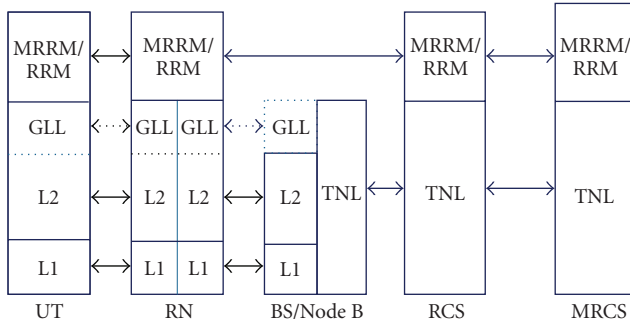 MRRM/
RRM
MRRM/
RRM
MRRM/
RRM
MRRM/
RRM
GLL
GLL GLL
GLL
L2
L2 L2
L2
TNL
TNL
TNL
L1
L1 L1
L1
UT
RN
BS/Node B
RCS
MRCS